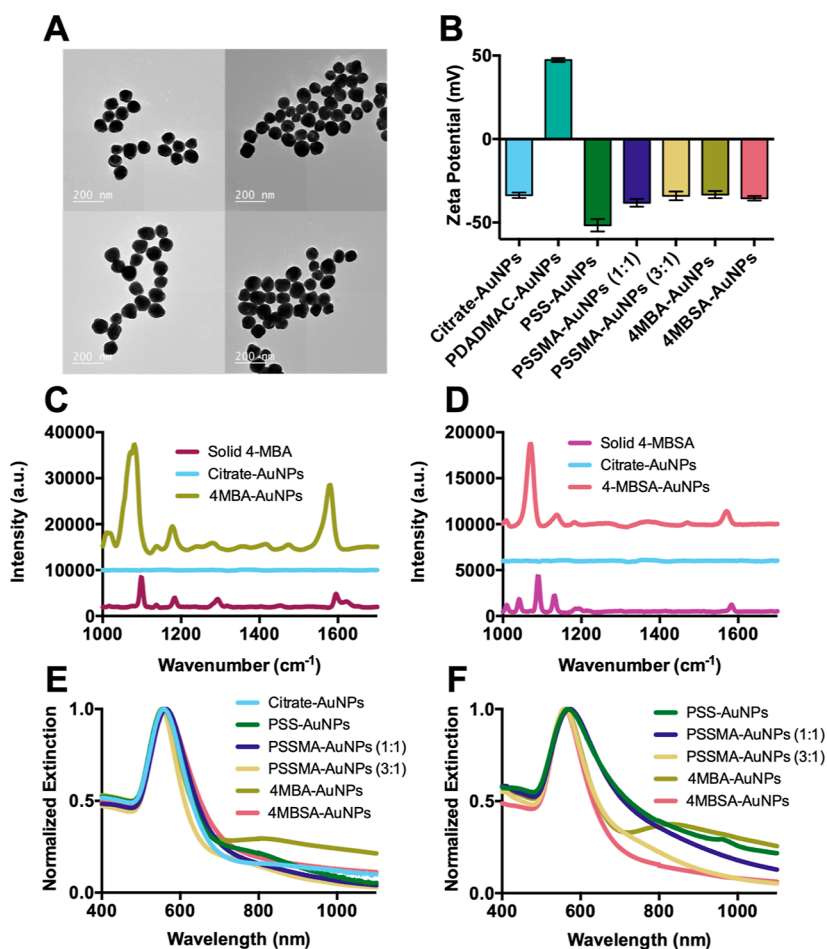 A
200 nm
200 nm
200 nm
200 nm
B
Zeta Potential (mV)
50
0
-50
Citrate-AuNPs
PDADMAC-AuNPs
PSS-AuNPs
PSSMA-AuNPs (1:1)
PSSMA-AuNPs (3:1)
4MBA-AuNPs
4MBSA-AuNPs
C
Intensity (a.u.)
40000
30000
20000
10000
0
Solid 4-MBA
Citrate-AuNPs
4MBA-AuNPs
1000 1200 1400 1600
Wavenumber (cm-1)
D
Intensity (a.u.)
20000
15000
10000
5000
0
Solid 4-MBSA
Citrate-AuNPs
4-MBSA-AuNPs
1000 1200 1400 1600
Wavenumber (cm-1)
E
Normalized Extinction
1.0
0.5
0.0
Citrate-AuNPs
PSS-AuNPs
PSSMA-AuNPs (1:1)
PSSMA-AuNPs (3:1)
4MBA-AuNPs
4MBSA-AuNPs
400 600 800 1000
Wavelength (nm)
F
Normalized Extinction
1.0
0.5
0.0
PSS-AuNPs
PSSMA-AuNPs (1:1)
PSSMA-AuNPs (3:1)
4MBA-AuNPs
4MBSA-AuNPs
400 600 800 1000
Wavelength (nm)